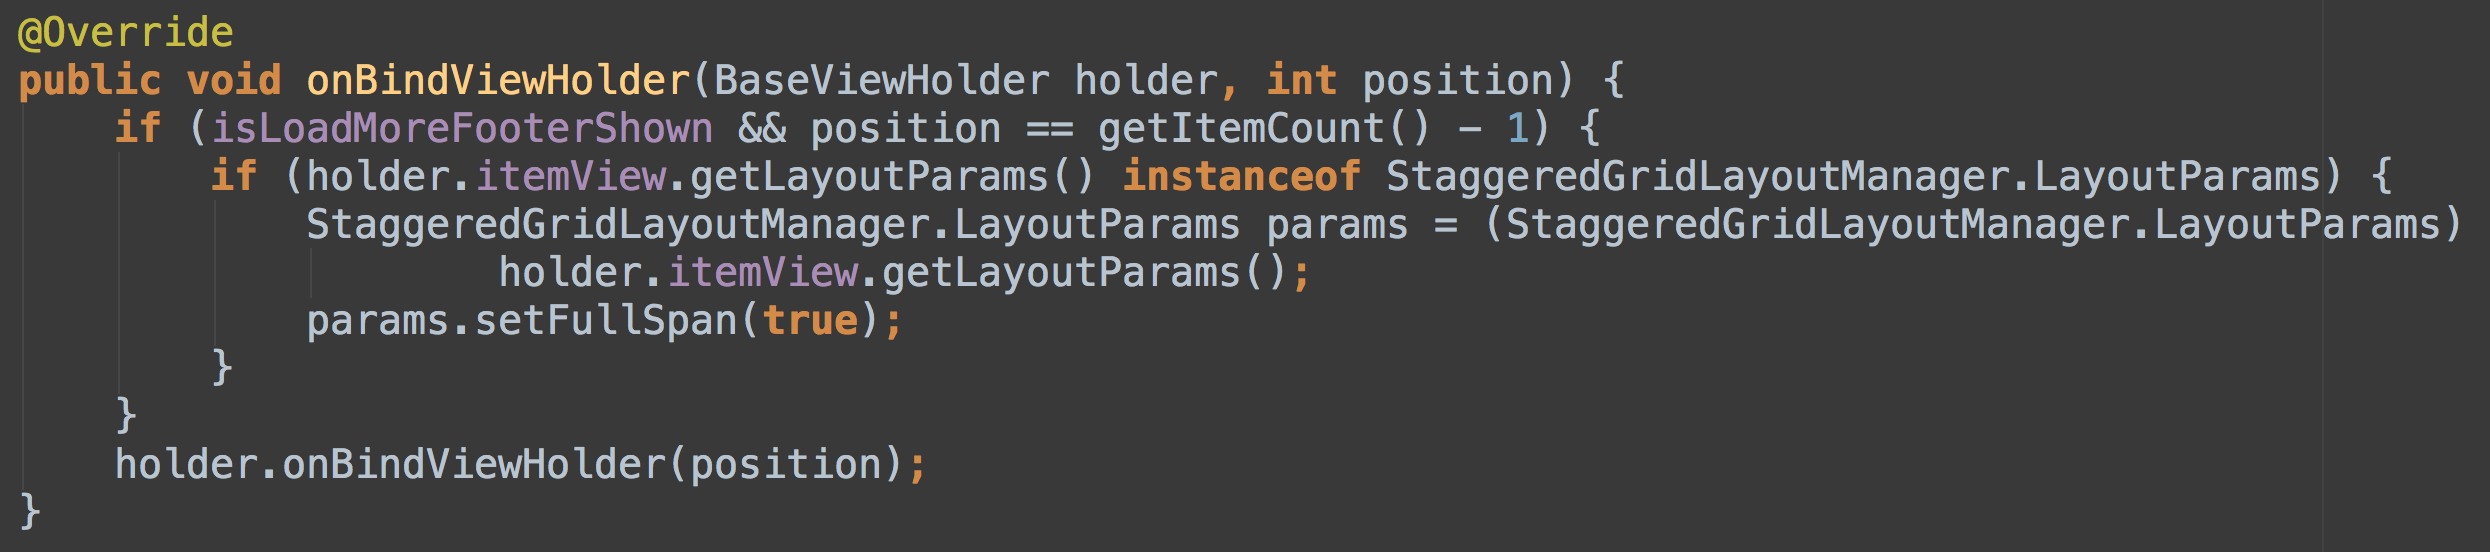 @Override
public void onBindViewHolder(BaseViewHolder holder, int position) {
    if (isLoadMoreFooterShown && position == getItemCount() - 1) {
        if (holder.itemView.getLayoutParams() instanceof StaggeredGridLayoutManager.LayoutParams) {
            StaggeredGridLayoutManager.LayoutParams params = (StaggeredGridLayoutManager.LayoutParams)
                    holder.itemView.getLayoutParams();
            params.setFullSpan(true);
        }
    }
    holder.onBindViewHolder(position);
}